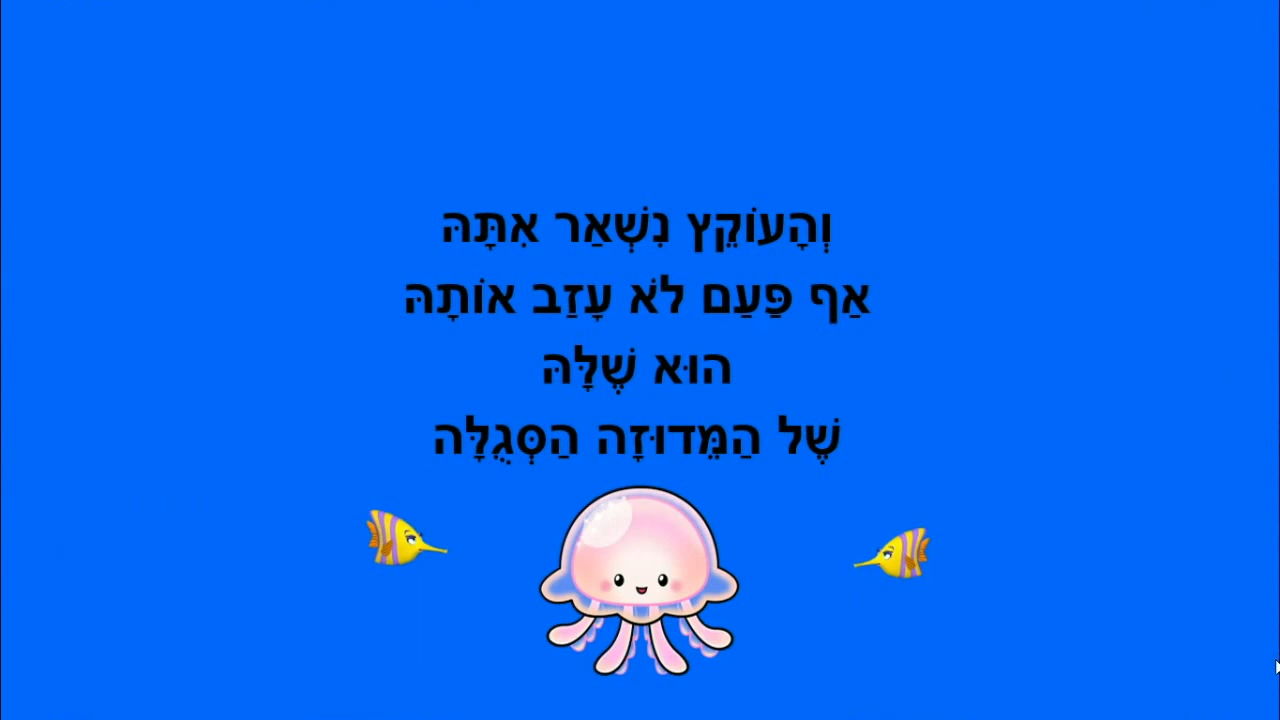 וְהָעוֹקֵץ נִשְׁאַר אִתָּהּ
אַף פַּעַם לֹא עָזַב אוֹתָהּ
הוּא שֶׁלָּהּ
שֶׁל הַמֵּדוּזָה הַסְּגֻלָּה